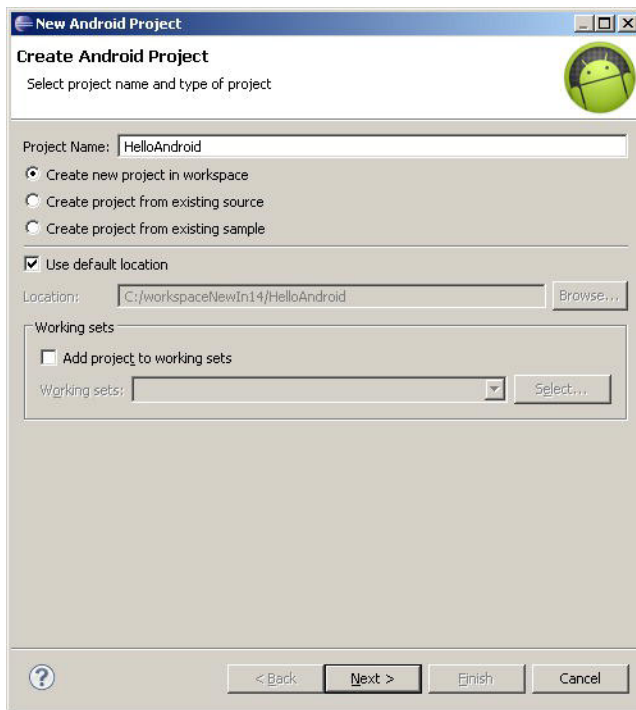 New Android Project
Create Android Project
Select project name and type of project
Project Name: HelloAndroid
Create new project in workspace
Create project from existing source
Create project from existing sample
Use default location
Location: C:/workspaceNewIn14/HelloAndroid Browse...
Working sets
Add project to working sets
Working sets: Select...
? < Back Next > Finish Cancel